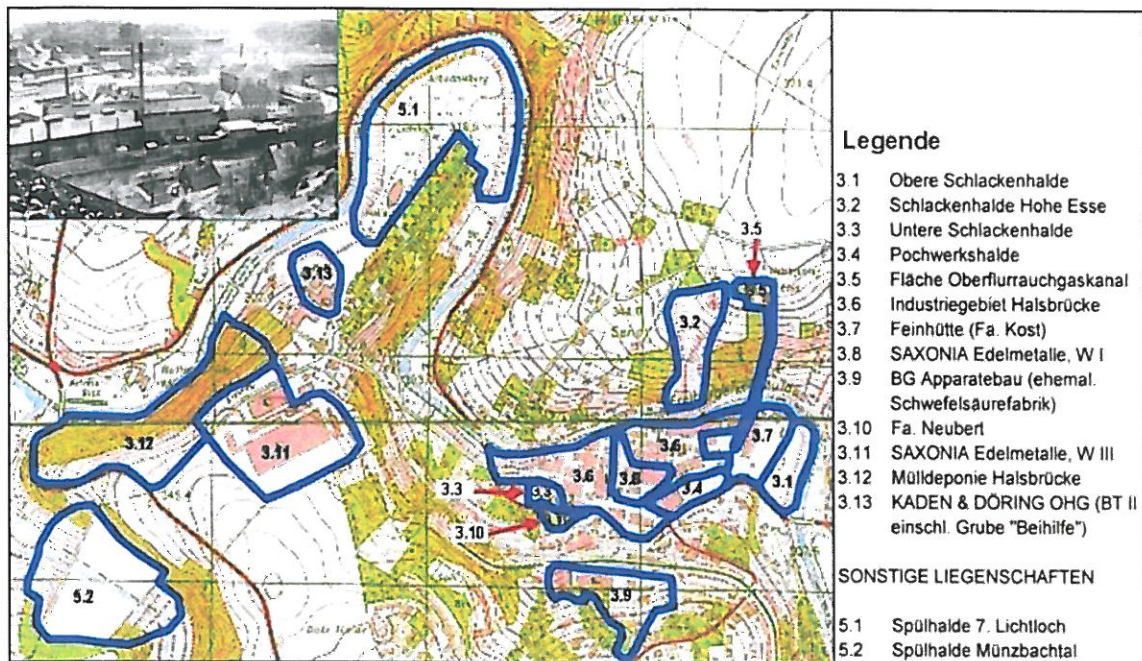 5.1
3.13
3.5
3.2
3.12
3.11
3.6
3.7
3.6
3.4
3.1
3.3
3.10
5.2
3.9
Legende
3.1 Obere Schlackenhalde
3.2 Schlackenhalde Hohe Esse
3.3 Untere Schlackenhalde
3.4 Pochwerkshalde
3.5 Fläche Oberflurrauchgaskanal
3.6 Industriegebiet Halsbrücke
3.7 Feinhütte (Fa. Kost)
3.8 SAXONIA Edelmetalle, W I
3.9 BG Apparatebau (ehemal.
Schwefelsäurefabrik)
3.10 Fa. Neubert
3.11 SAXONIA Edelmetalle, W III
3.12 Mülldeponie Halsbrücke
3.13 KADEN & DÖRING OHG (BT II
einschl. Grube "Beihilfe")
SONSTIGE LIEGENSCHAFTEN
5.1 Spülhalde 7. Lichtloch
5.2 Spülhalde Münzbachtal